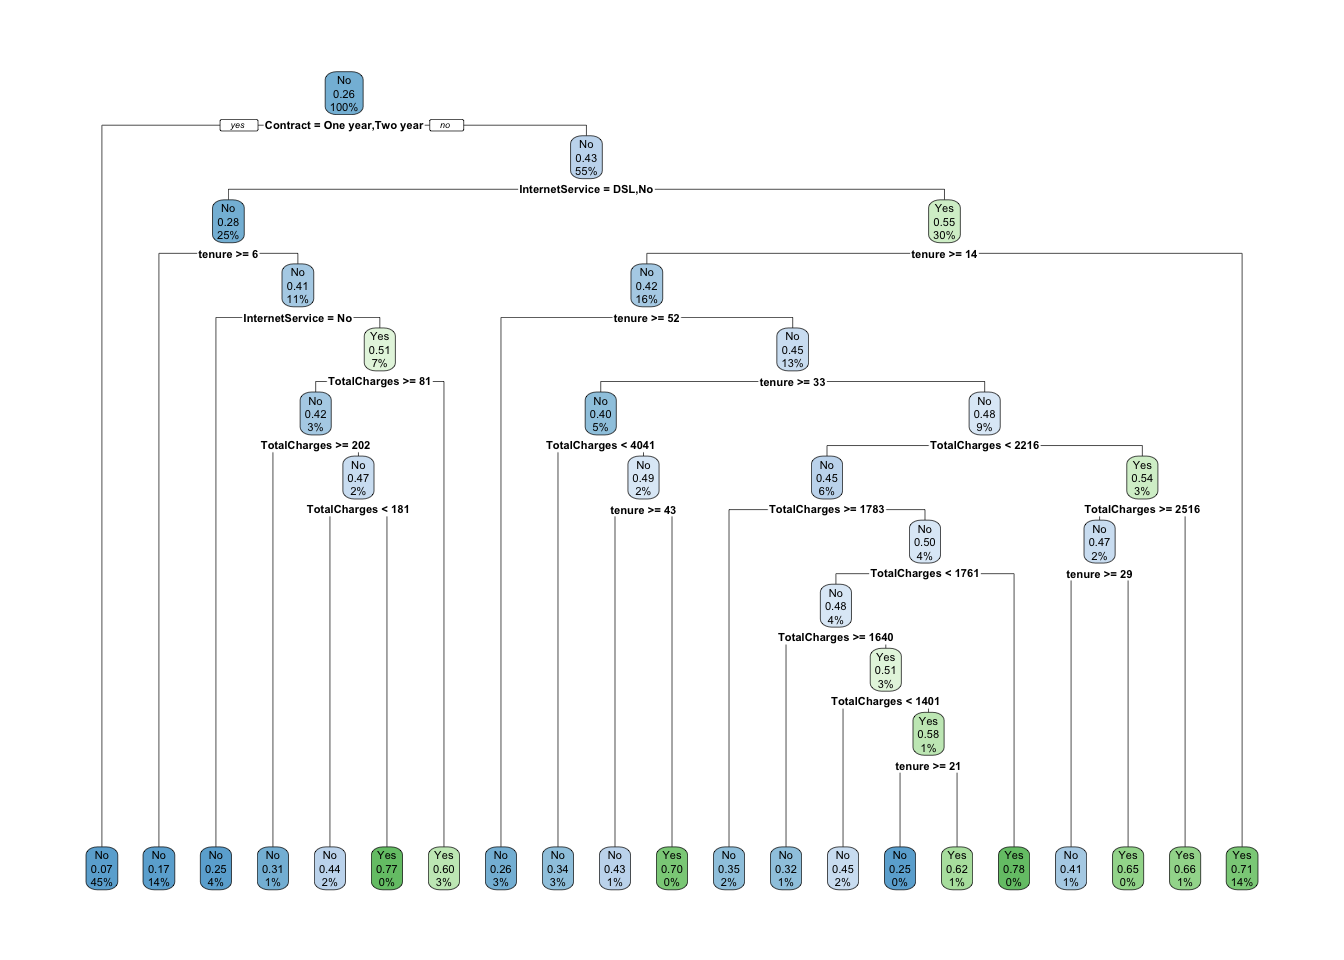 No
0.26
100%
yes Contract = One year,Two year no
No
0.43
55%
InternetService = DSL,No
No
0.28
25%
Yes
0.55
30%
tenure >= 6
tenure >= 14
No
0.41
11%
No
0.42
16%
InternetService = No
tenure >= 52
Yes
0.51
7%
No
0.45
13%
TotalCharges >= 81
tenure >= 33
No
0.42
3%
No
0.40
5%
No
0.48
9%
TotalCharges >= 202
TotalCharges < 4041
TotalCharges < 2216
No
0.47
2%
No
0.49
2%
No
0.45
6%
Yes
0.54
3%
TotalCharges < 181
tenure >= 43
TotalCharges >= 1783
TotalCharges >= 2516
No
0.50
4%
No
0.47
2%
TotalCharges < 1761
tenure >= 29
No
0.48
4%
TotalCharges >= 1640
Yes
0.51
3%
TotalCharges < 1401
Yes
0.58
1%
tenure >= 21
No
0.07
45%
No
0.17
14%
No
0.25
4%
No
0.31
1%
No
0.44
2%
Yes
0.77
0%
Yes
0.60
3%
No
0.26
3%
No
0.34
3%
No
0.43
1%
Yes
0.70
0%
No
0.35
2%
No
0.32
1%
No
0.45
2%
No
0.25
0%
Yes
0.62
1%
Yes
0.78
0%
No
0.41
1%
Yes
0.65
0%
Yes
0.66
1%
Yes
0.71
14%